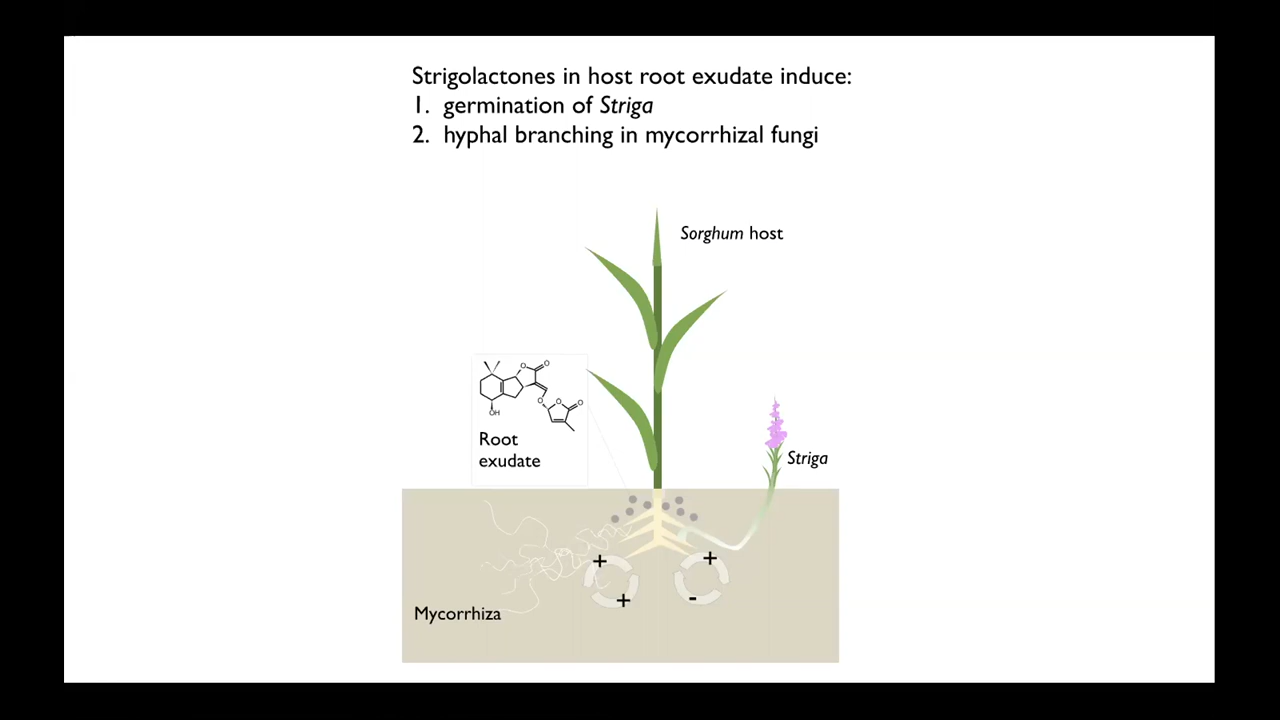 Strigolactones in host root exudate induce:
1. germination of Striga
2. hyphal branching in mycorrhizal fungi
Sorghum host
O
O
O
O
O
OH
Root
exudate
Striga
+
+
+
-
Mycorrhiza